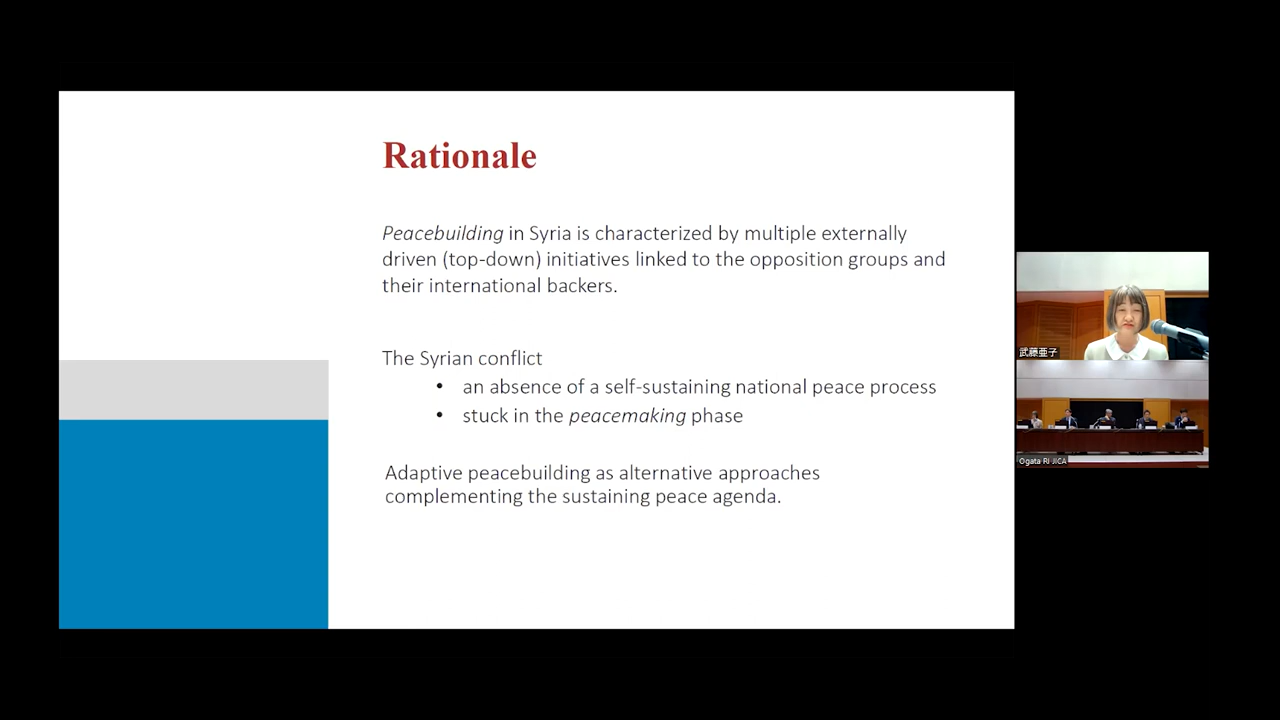 Rationale
Peacebuilding in Syria is characterized by multiple externally
driven (top-down) initiatives linked to the opposition groups and
their international backers.
The Syrian conflict
• an absence of a self-sustaining national peace process
• stuck in the peacemaking phase
Adaptive peacebuilding as alternative approaches
complementing the sustaining peace agenda.
武藤亜子
Ogata RI JICA